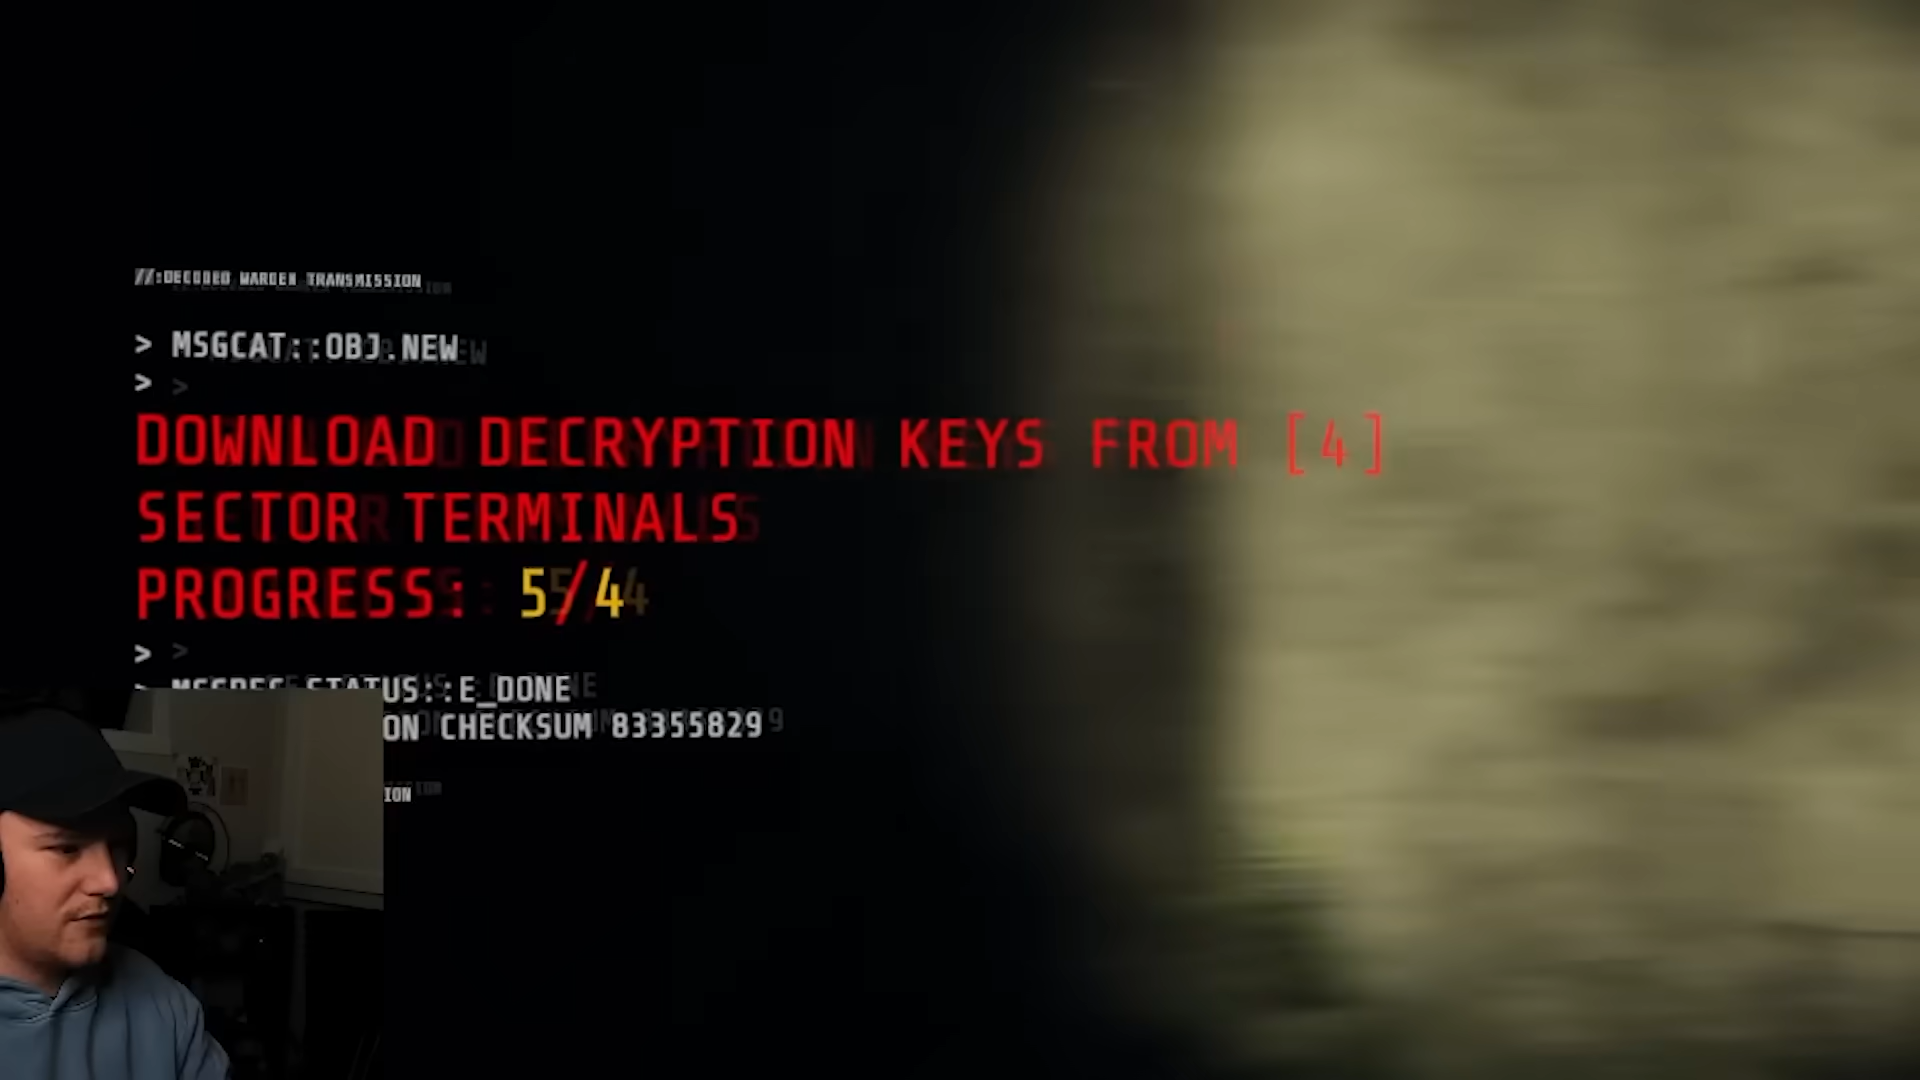 //:DECODED WARDEN TRANSMISSION
> MSGCAT::OBJ.NEW
>
DOWNLOAD DECRYPTION KEYS FROM [4]
SECTOR TERMINALS
PROGRESS: 5/4
>
STATUS::E_DONE
ON CHECKSUM 83355829
ION